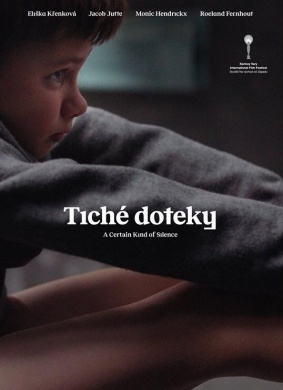 Eliška Křenková Jacob Jutte Monic Hendrickx Roeland Fernhout
Karlovy Vary
International Film Festival
Tiché doteky
A Certain Kind of Silence